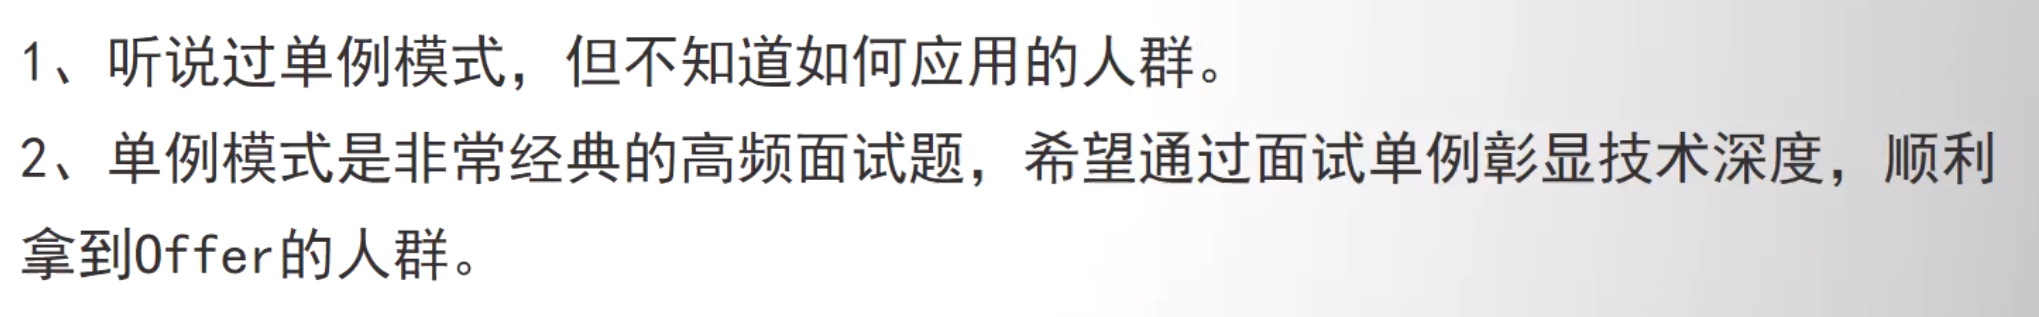 1、听说过单例模式，但不知道如何应用的人群。
2、单例模式是非常经典的高频面试题，希望通过面试单例彰显技术深度，顺利
拿到Offer的人群。